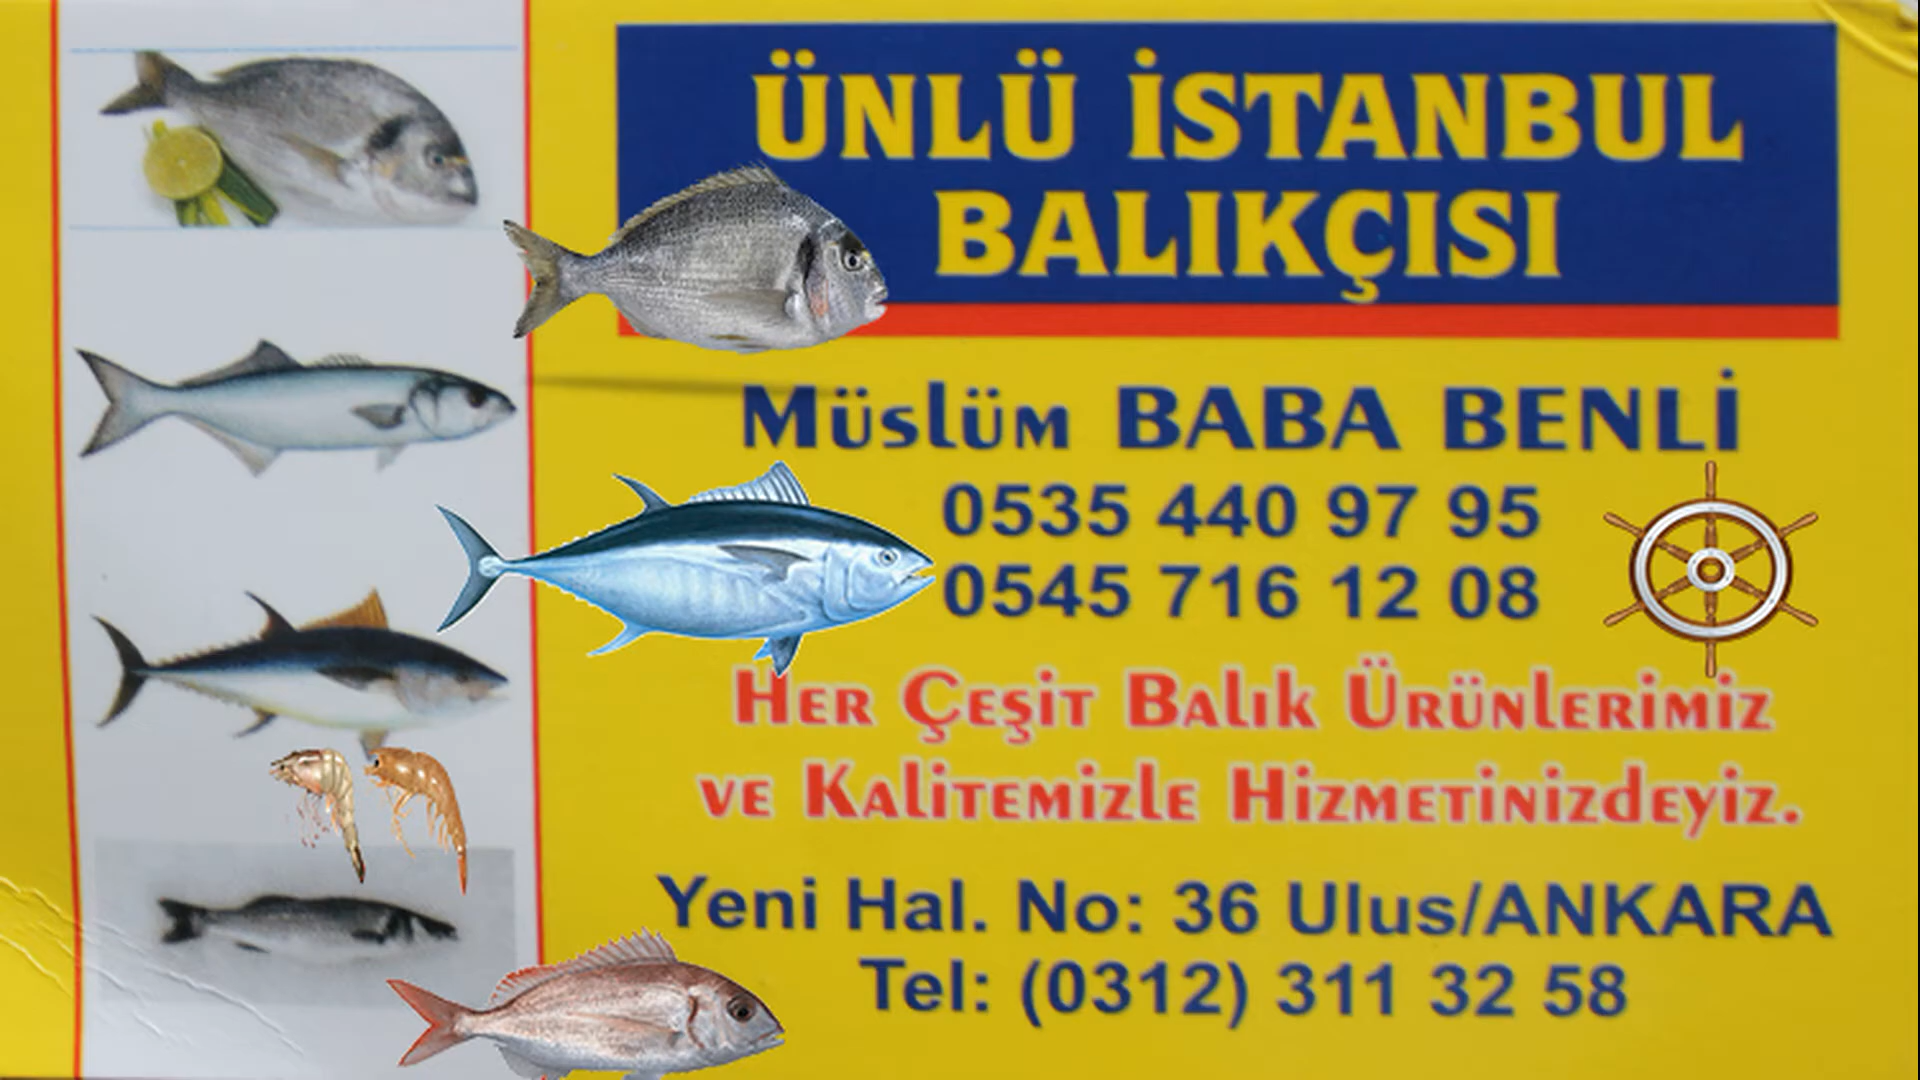 ÜNLÜ İSTANBUL
BALIKÇISI
Müslüm BABA BENLİ
0535 440 97 95
0545 716 12 08
Her Çeşit Balık Ürünlerimiz
ve Kalitemizle Hizmetinizdeyiz.
Yeni Hal. No: 36 Ulus/ANKARA
Tel: (0312) 311 32 58